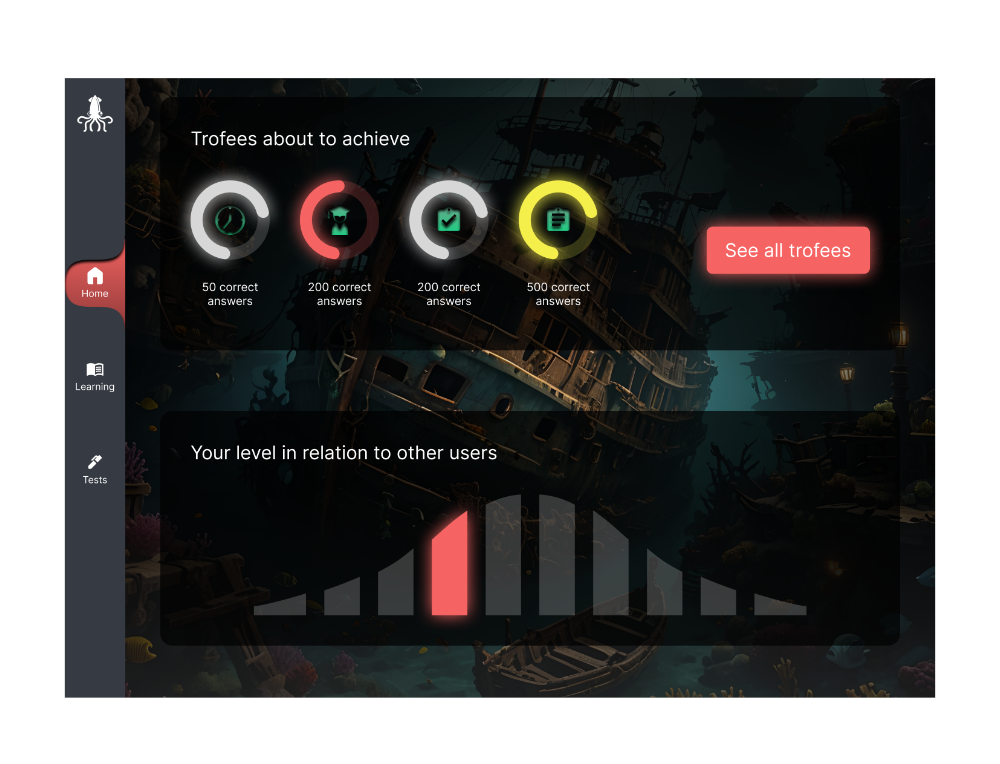 Trofees about to achieve
50 correct
answers
200 correct
answers
200 correct
answers
500 correct
answers
See all trofees
Home
Learning
Tests
Your level in relation to other users